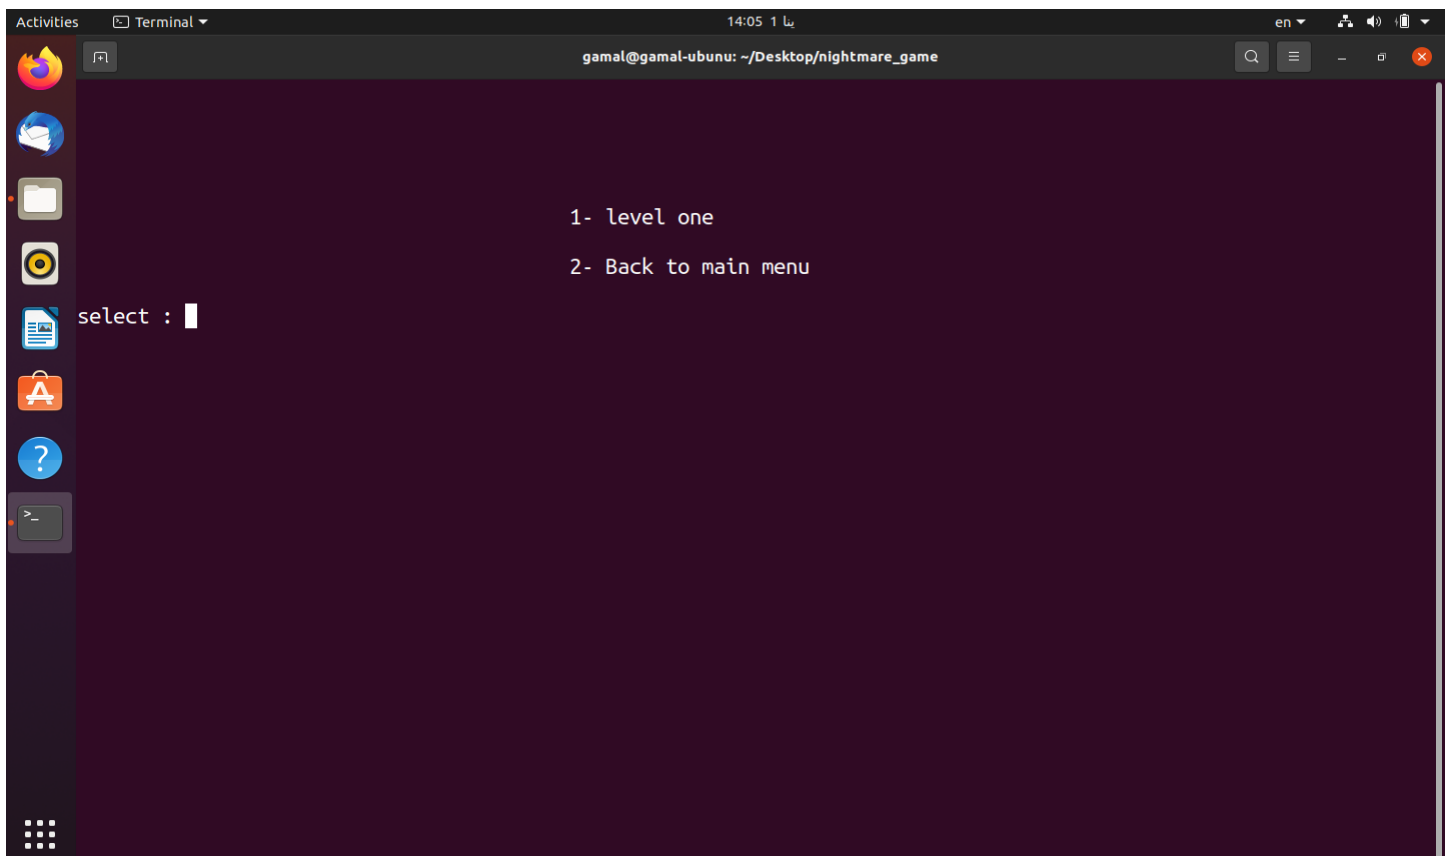 Activities Terminal 14:05 1 ينا en
gamal@gamal-ubunu: ~/Desktop/nightmare_game
1- level one
2- Back to main menu
select :